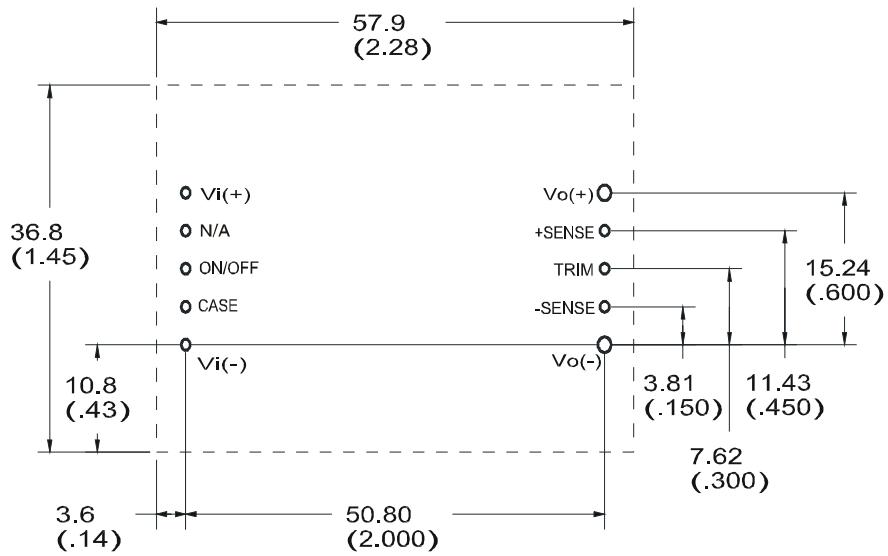 57.9
(2.28)
Vi(+)
Vo(+)
N/A
+SENSE
36.8
(1.45)
ON/OFF
TRIM
15.24
(.600)
CASE
-SENSE
Vi(-)
Vo(-)
10.8
(.43)
3.81
(.150)
11.43
(.450)
7.62
(.300)
3.6
(.14)
50.80
(2.000)